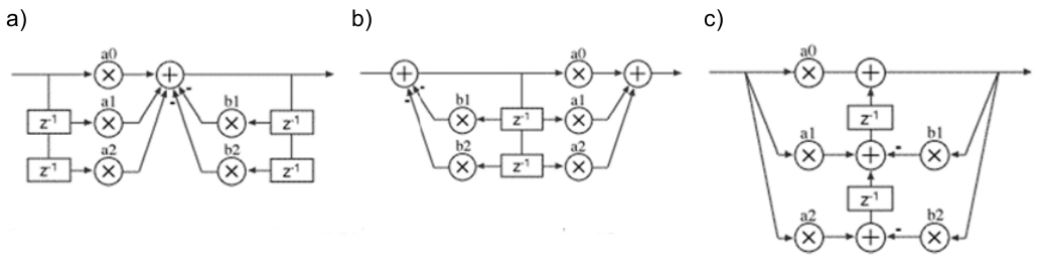 a) b) c)
a0 a0 a0
× + + × + × +
- - - -
a1 b1 b1 a1 z⁻¹ a1 b1
z⁻¹ × × z⁻¹ × z⁻¹ × × + - ×
a2 b2 b2 a2 z⁻¹
z⁻¹ × × z⁻¹ × z⁻¹ × a2 b2
× + - ×